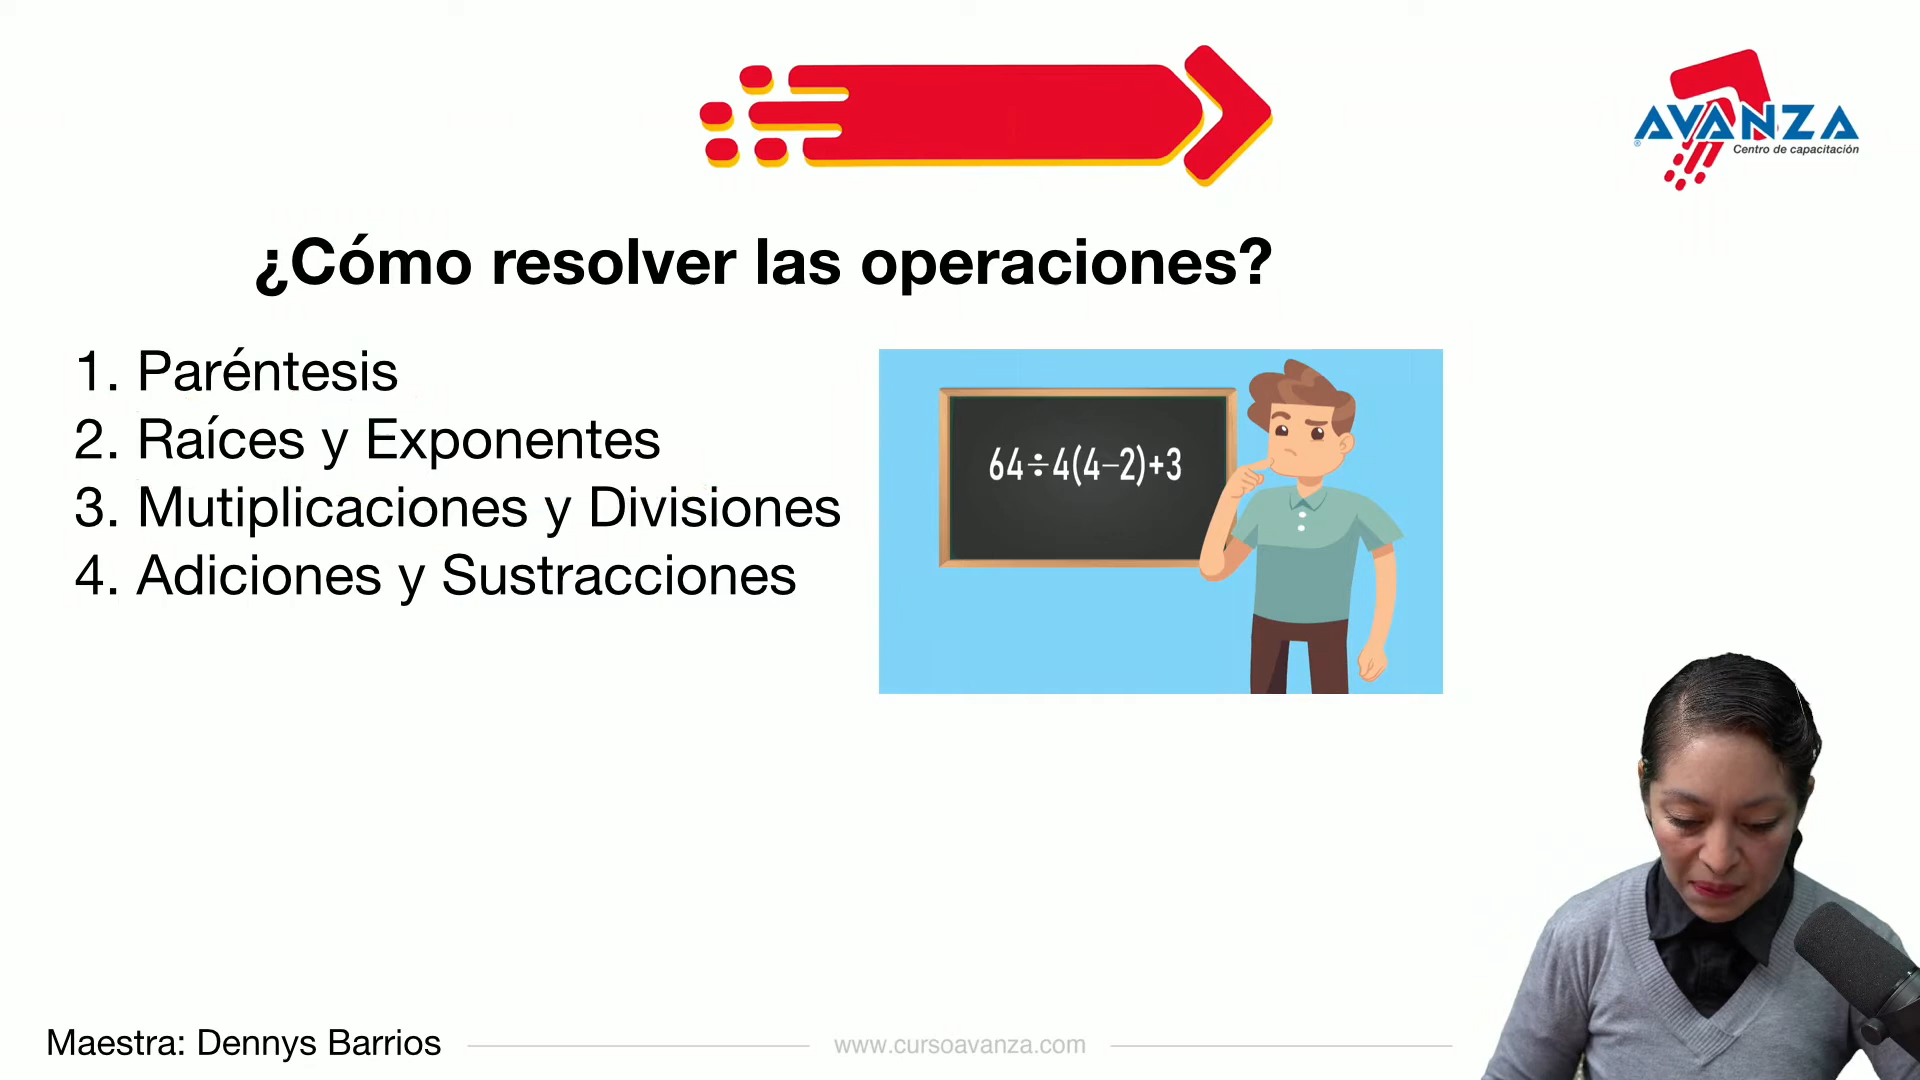 AVANZA
Centro de capacitación
¿Cómo resolver las operaciones?
1. Paréntesis
2. Raíces y Exponentes
3. Mutiplicaciones y Divisiones
4. Adiciones y Sustracciones
64÷4(4–2)+3
Maestra: Dennys Barrios
www.cursoavanza.com